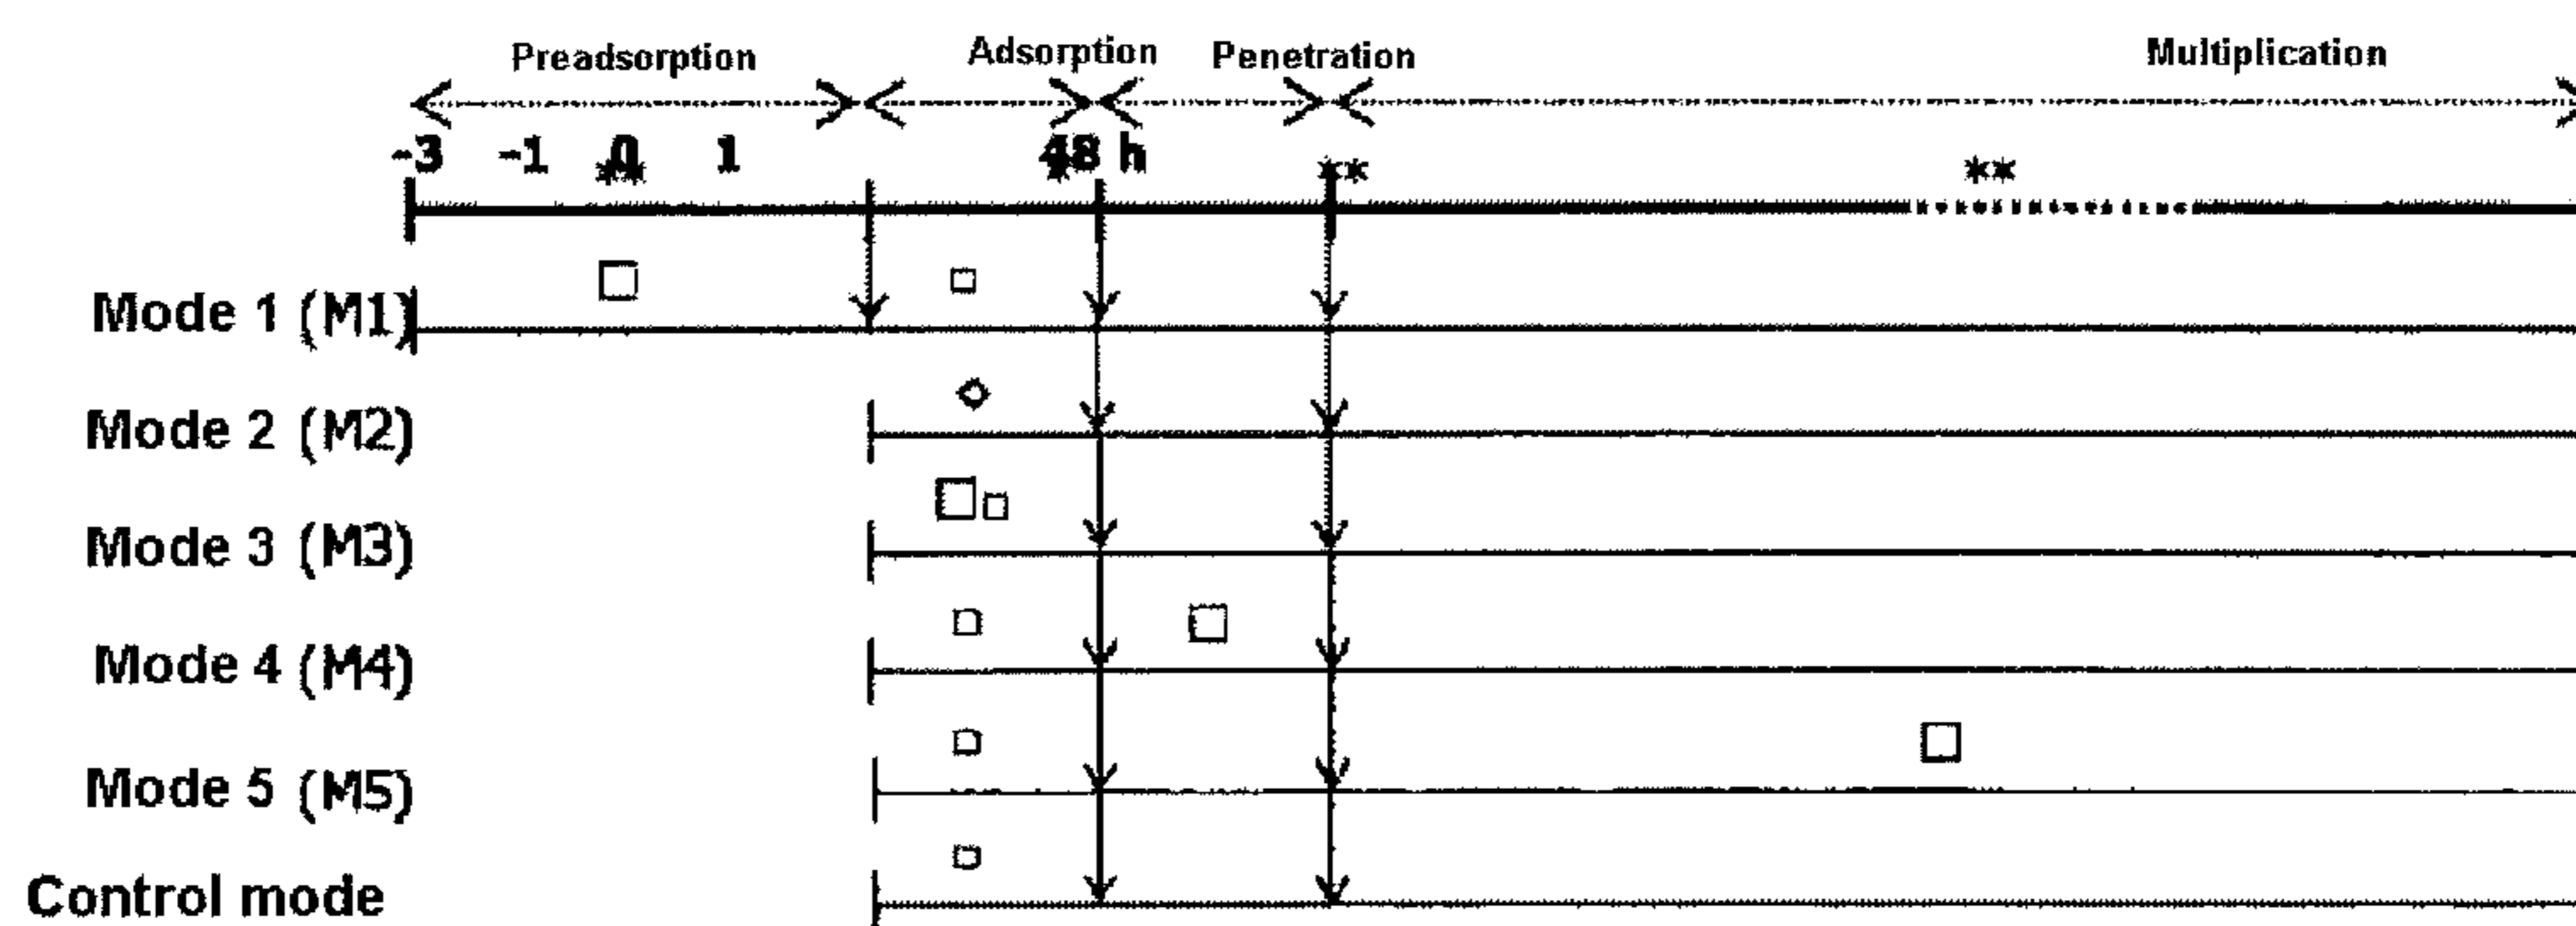 Preadsorption Adsorption Penetration Multiplication
-3 -1 0 1 48 h
** * ** **
Mode 1 (M1)
Mode 2 (M2)
Mode 3 (M3)
Mode 4 (M4)
Mode 5 (M5)
Control mode